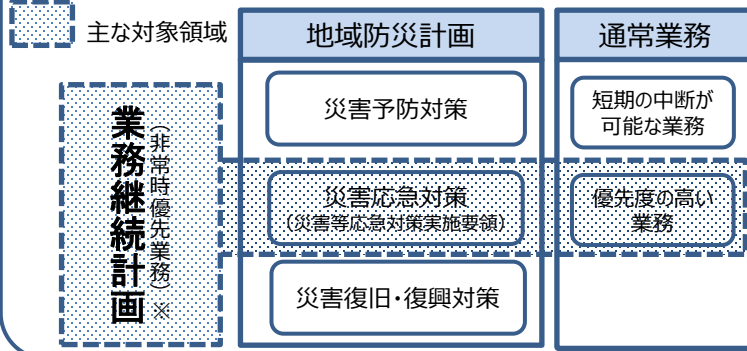 主な対象領域
地域防災計画
通常業務
業務継続計画
(非常時優先業務)※
災害予防対策
短期の中断が
可能な業務
災害応急対策
(災害等応急対策実施要領)
優先度の高い
業務
災害復旧・復興対策